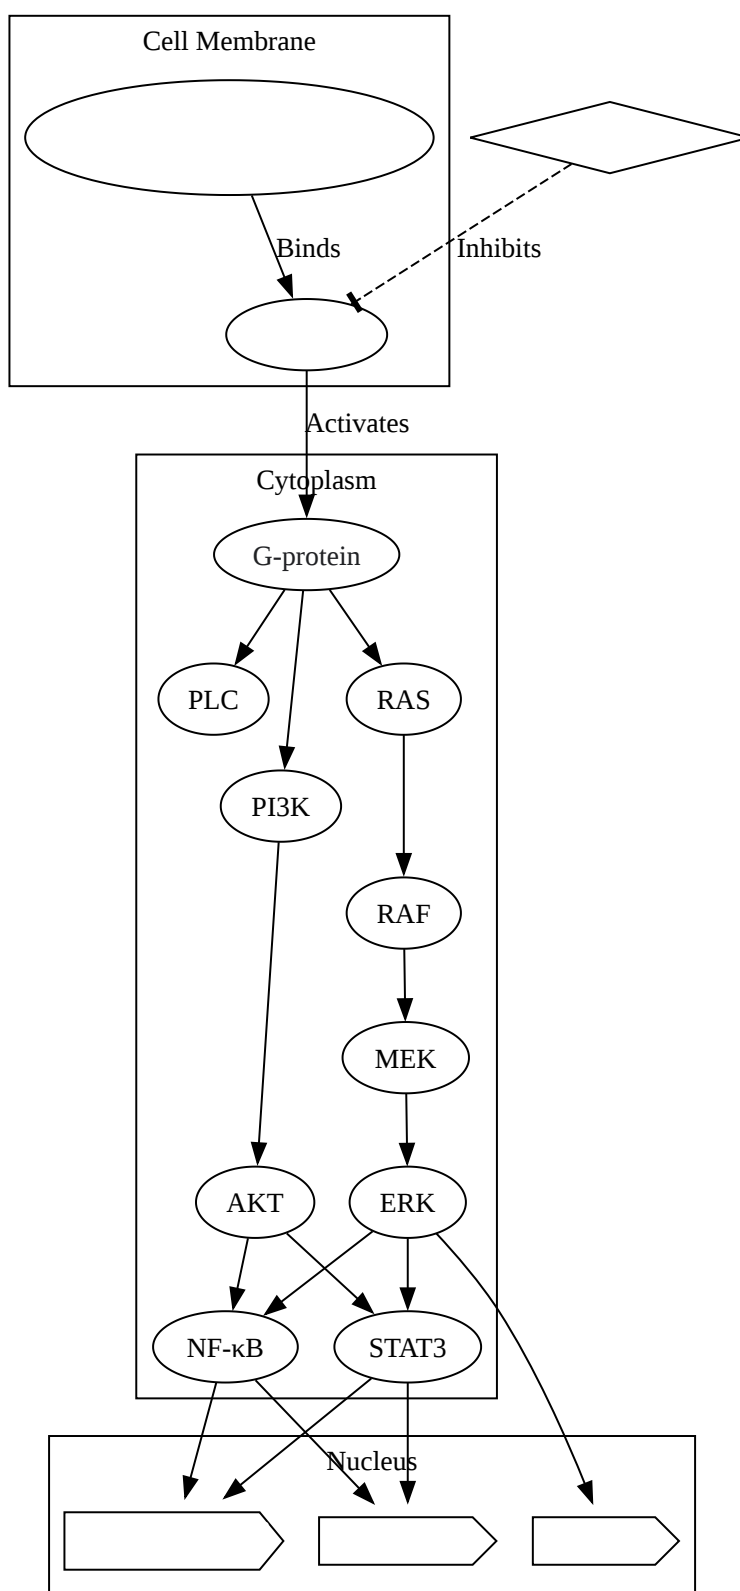 Cell Membrane
Binds
Inhibits
Activates
Cytoplasm
G-protein
PLC
RAS
PI3K
RAF
MEK
AKT
ERK
NF-κB
STAT3
Nucleus